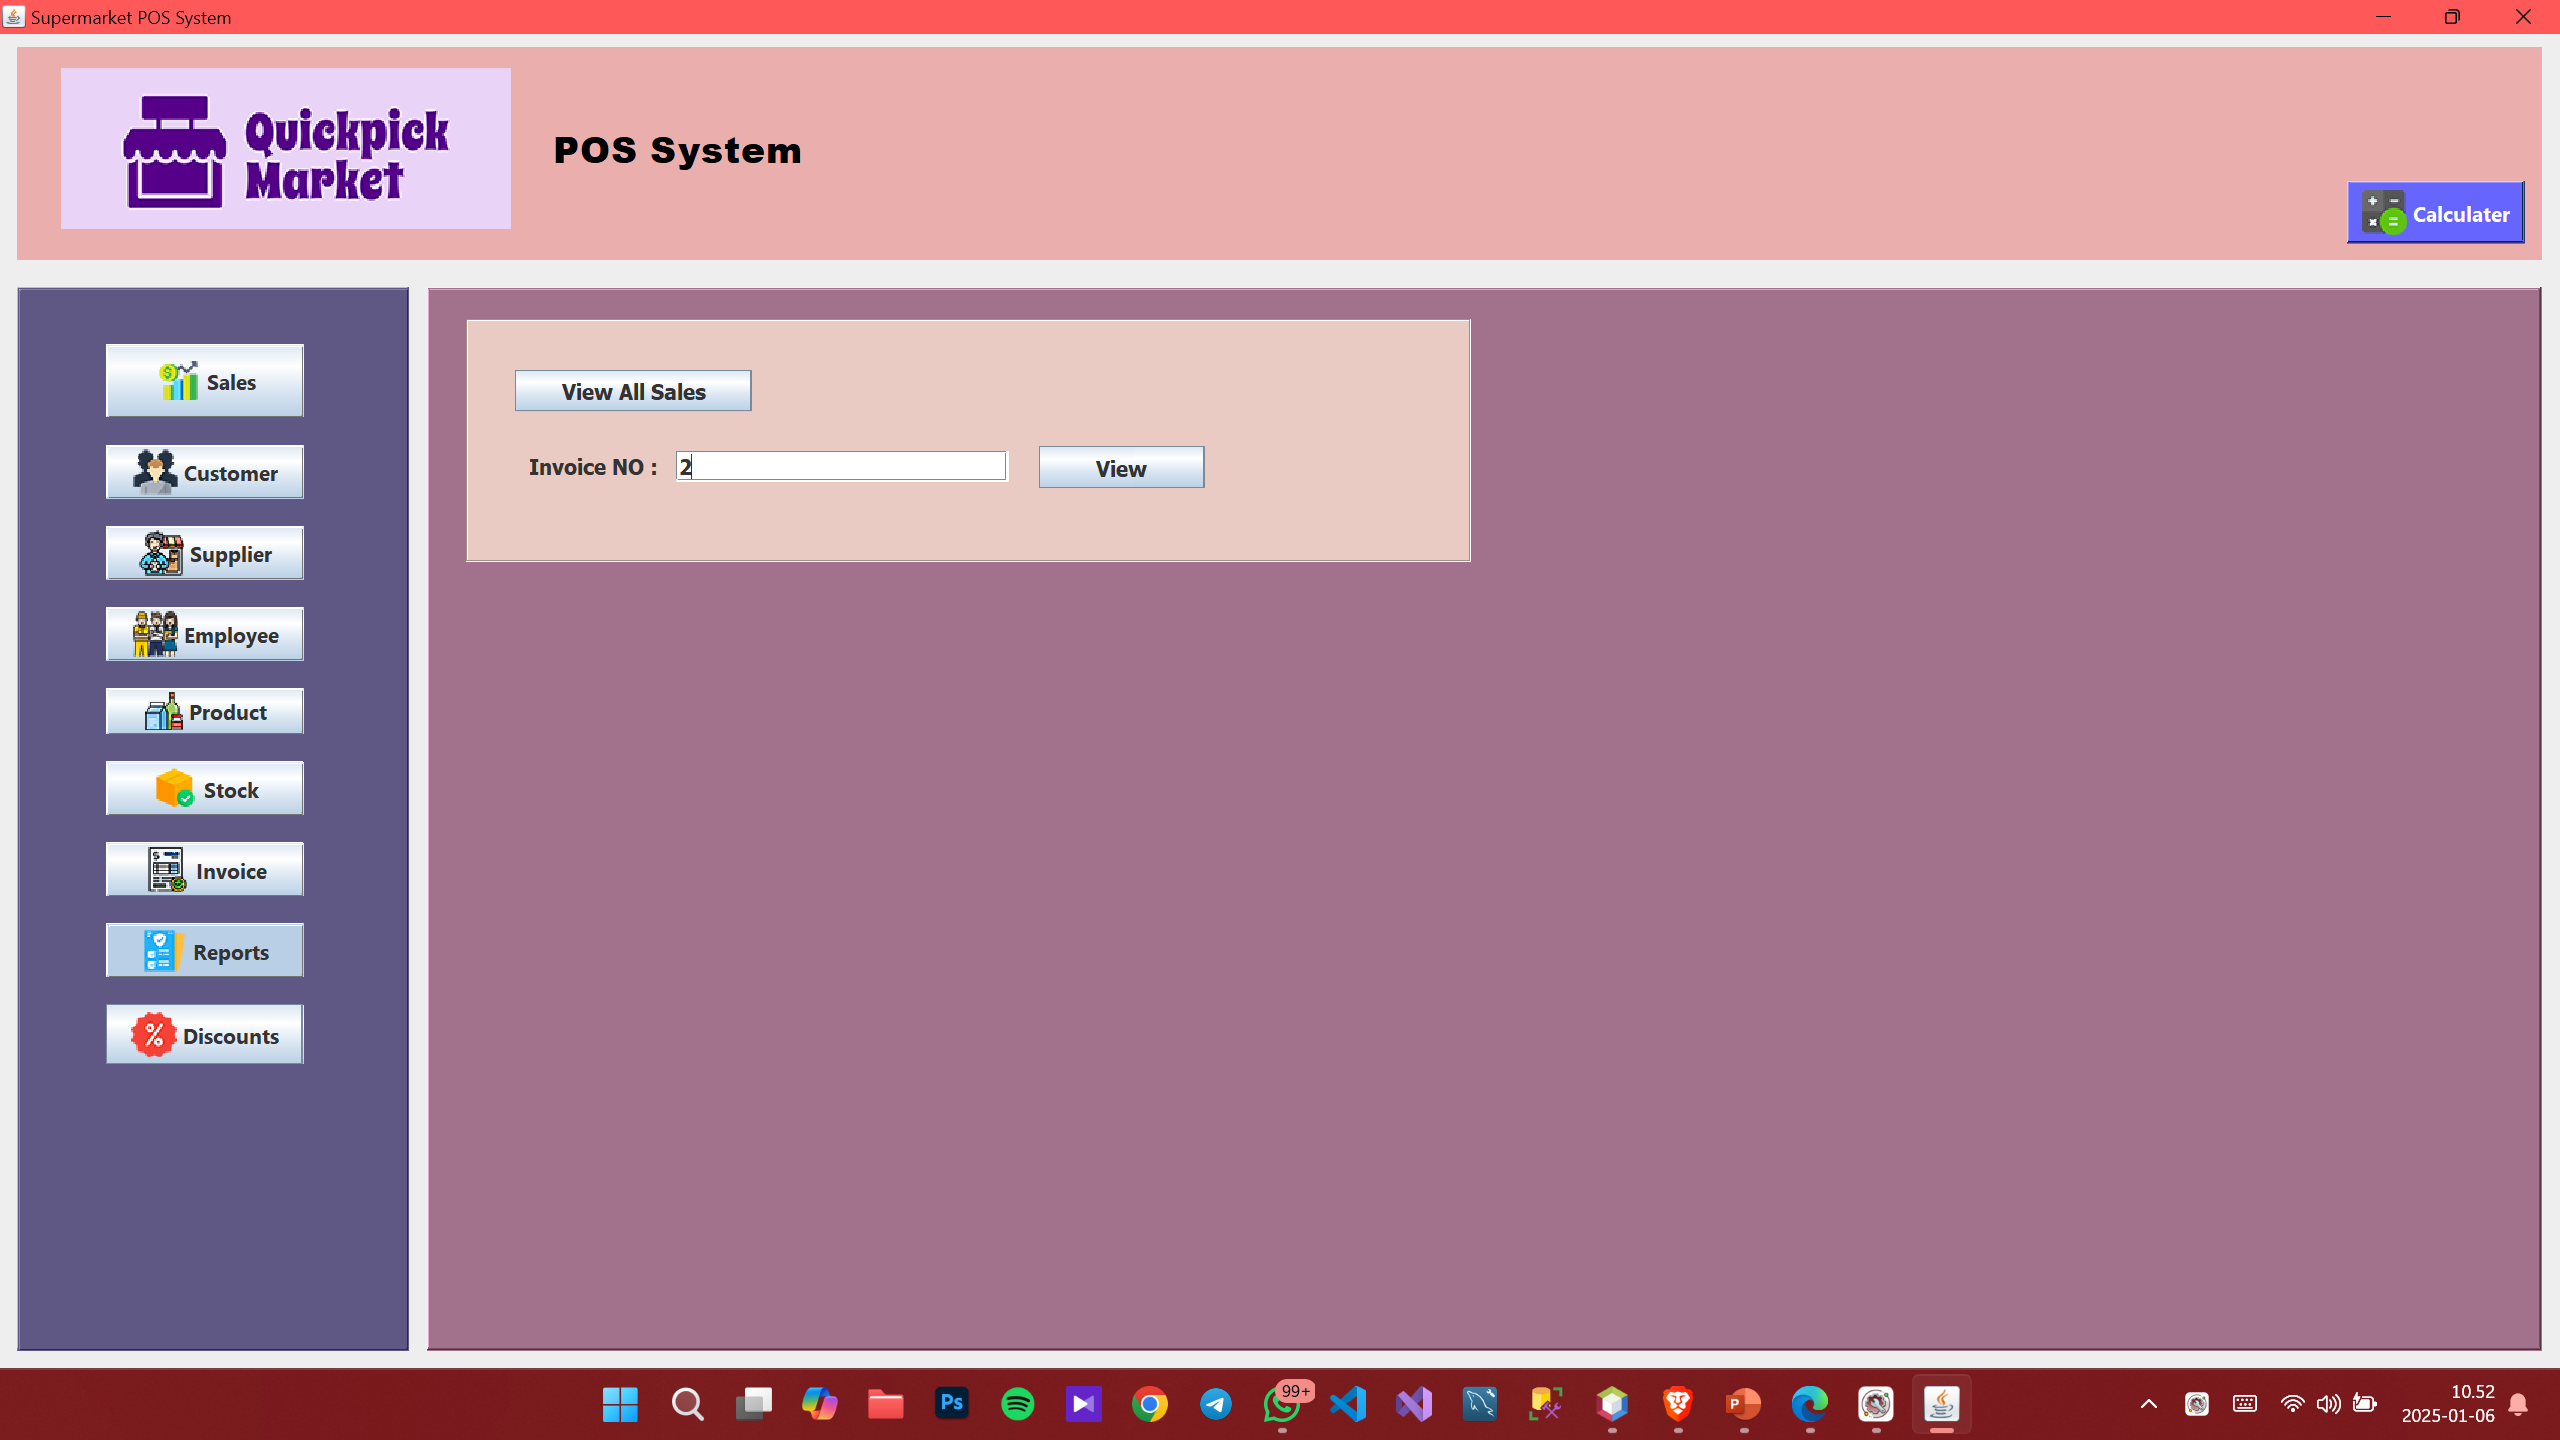 Supermarket POS System
Quickpick
Market
POS System
Calculater
Sales
Customer
Supplier
Employee
Product
Stock
Invoice
Reports
Discounts
View All Sales
Invoice NO : 2
View
Ps
99+
P
10.52
2025-01-06